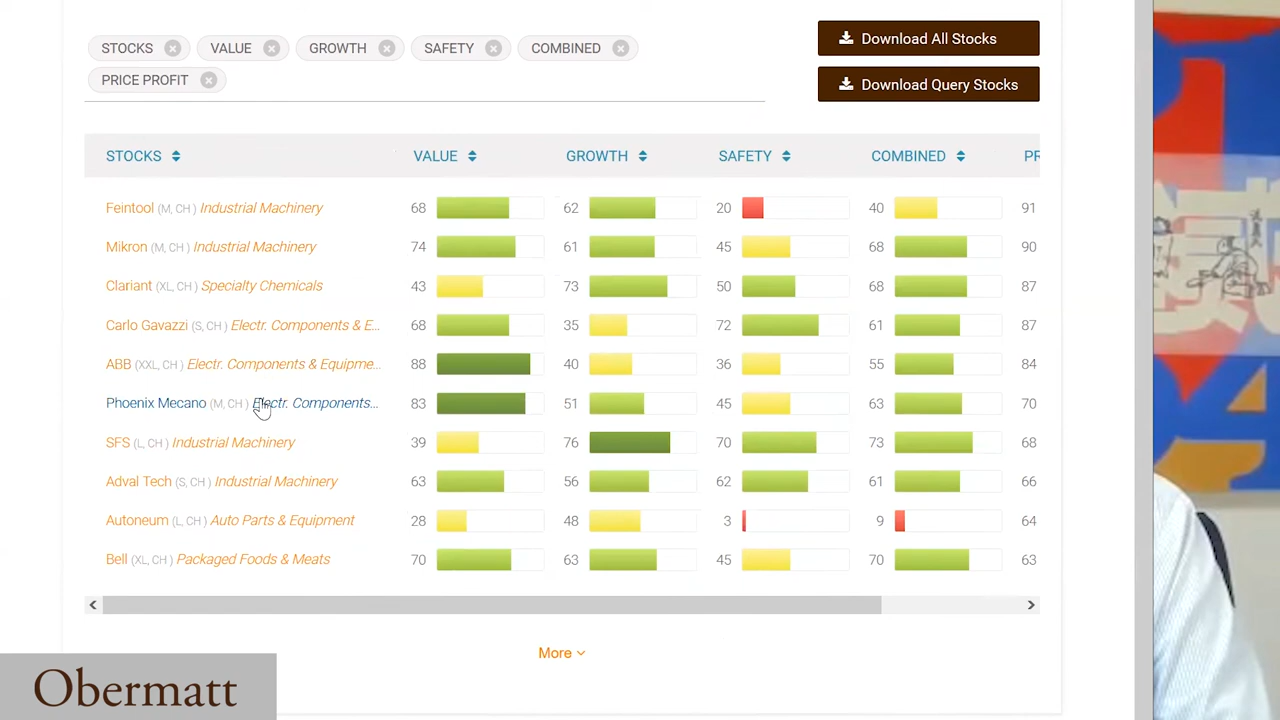 STOCKS VALUE GROWTH SAFETY COMBINED
PRICE PROFIT
Download All Stocks
Download Query Stocks
STOCKS VALUE GROWTH SAFETY COMBINED PR
Feintool (M, CH ) Industrial Machinery 68 62 20 40 91
Mikron (M, CH ) Industrial Machinery 74 61 45 68 90
Clariant (XL, CH ) Specialty Chemicals 43 73 50 68 87
Carlo Gavazzi (S, CH ) Electr. Components & E... 68 35 72 61 87
ABB (XXL, CH ) Electr. Components & Equipme... 88 40 36 55 84
Phoenix Mecano (M, CH ) Electr. Components... 83 51 45 63 70
SFS (L, CH ) Industrial Machinery 39 76 70 73 68
Adval Tech (S, CH ) Industrial Machinery 63 56 62 61 66
Autoneum (L, CH ) Auto Parts & Equipment 28 48 3 9 64
Bell (XL, CH ) Packaged Foods & Meats 70 63 45 70 63
More
Obermatt